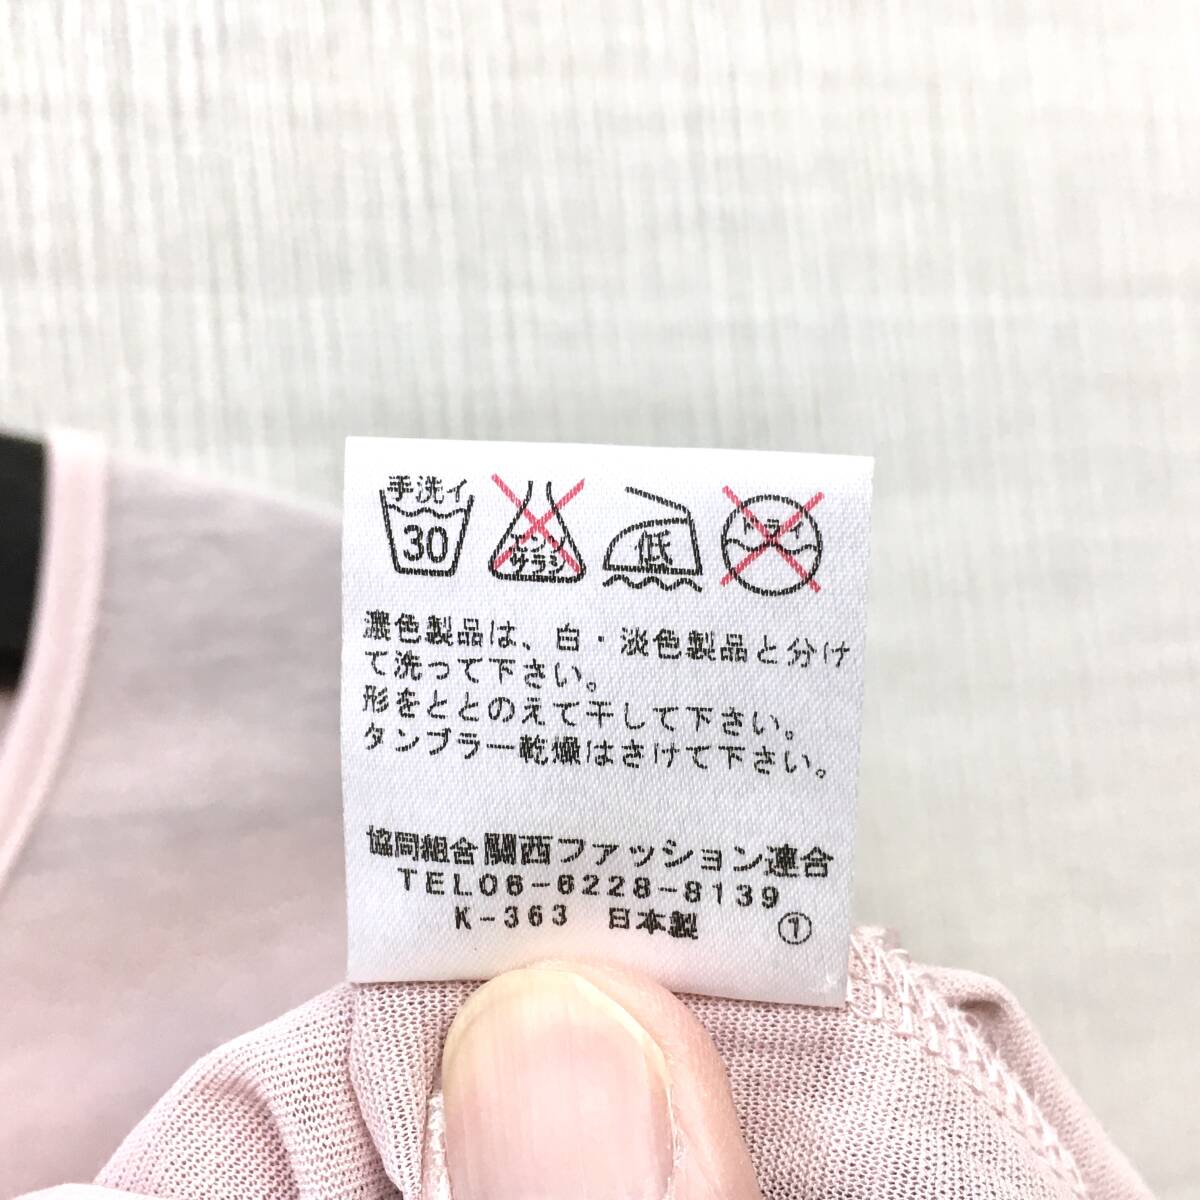 手洗イ
30
エンソ
サラシ
低
ドライ
濃色製品は、白・淡色製品と分け
て洗って下さい。
形をととのえて干して下さい。
タンブラー乾燥はさけて下さい。
協同組合 関西ファッション連合
TEL06-6228-8139
K-363 日本製 ①